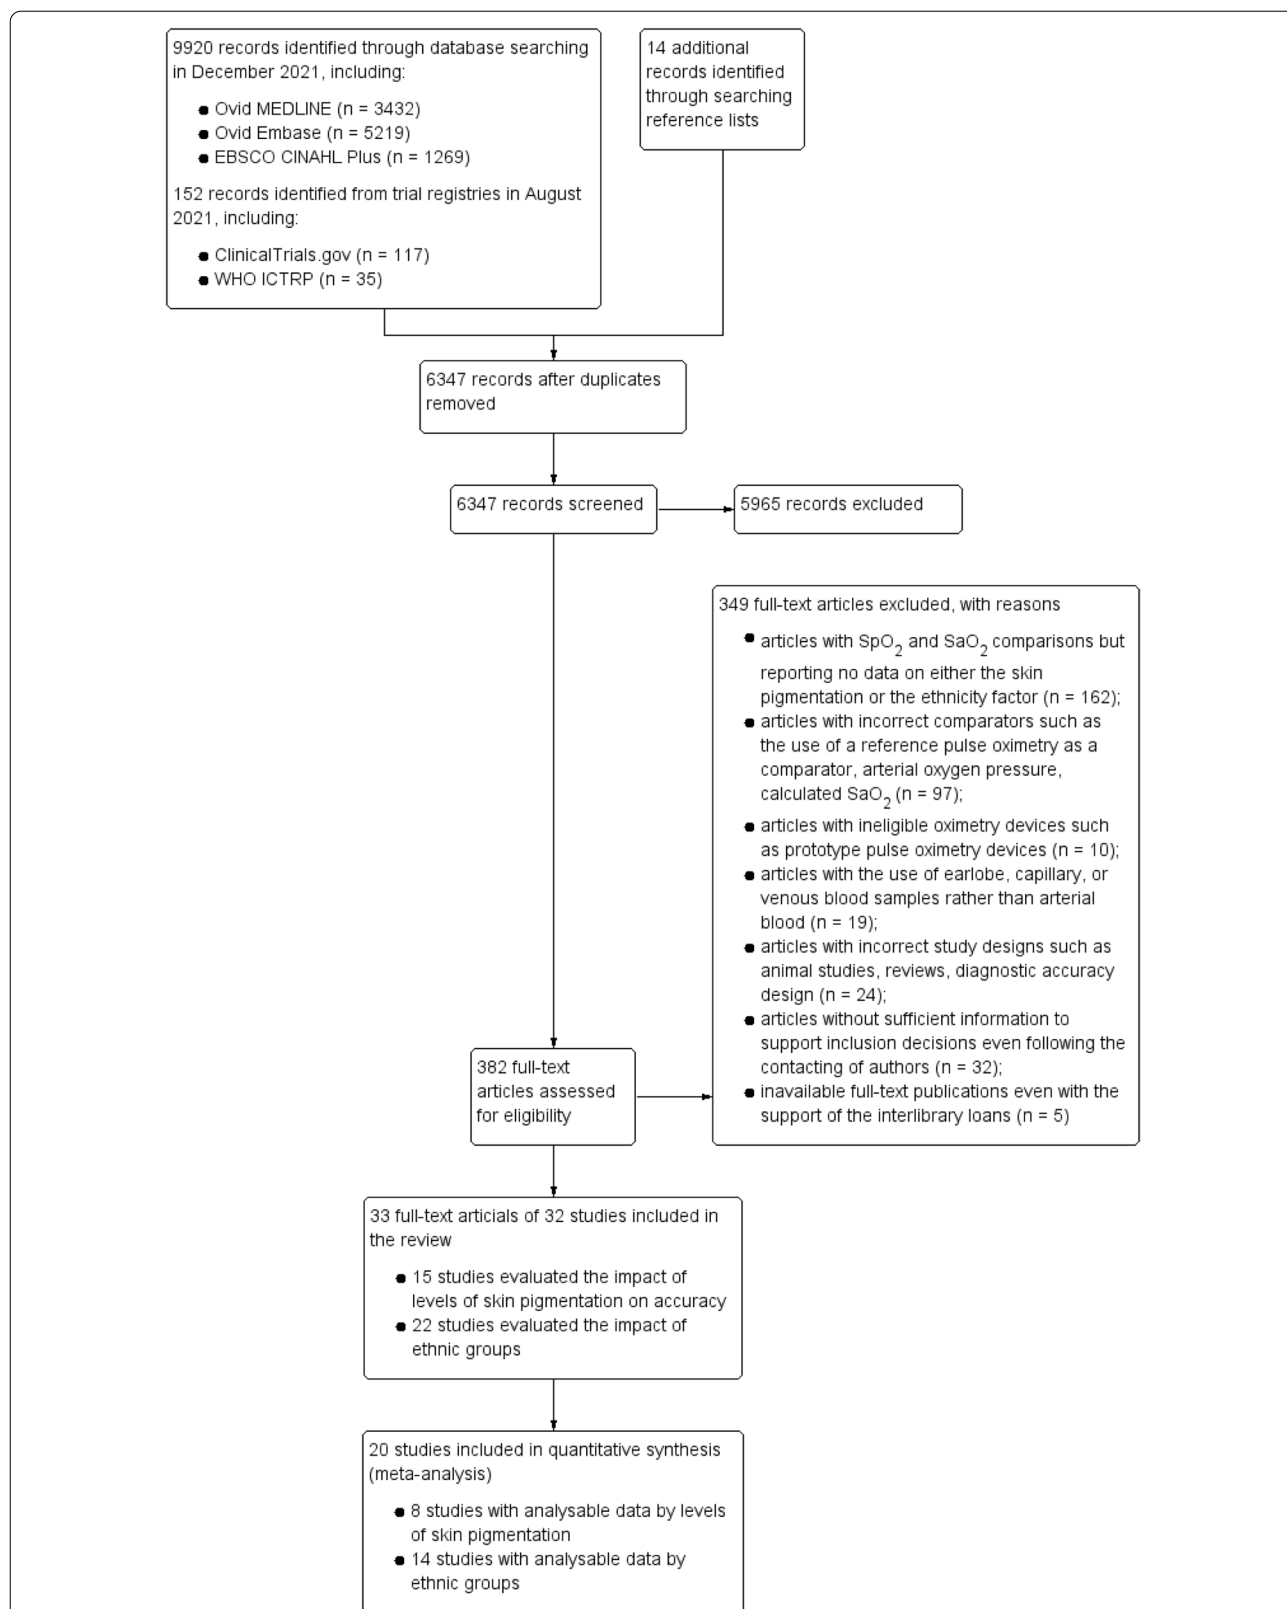 9920 records identified through database searching
in December 2021, including:
● Ovid MEDLINE (n = 3432)
● Ovid Embase (n = 5219)
● EBSCO CINAHL Plus (n = 1269)
152 records identified from trial registries in August
2021, including:
● ClinicalTrials.gov (n = 117)
● WHO ICTRP (n = 35)
14 additional
records identified
through searching
reference lists
6347 records after duplicates
removed
6347 records screened
5965 records excluded
349 full-text articles excluded, with reasons
● articles with SpO2 and SaO2 comparisons but
reporting no data on either the skin
pigmentation or the ethnicity factor (n = 162);
● articles with incorrect comparators such as
the use of a reference pulse oximetry as a
comparator, arterial oxygen pressure,
calculated SaO2 (n = 97);
● articles with ineligible oximetry devices such
as prototype pulse oximetry devices (n = 10);
● articles with the use of earlobe, capillary, or
venous blood samples rather than arterial
blood (n = 19);
● articles with incorrect study designs such as
animal studies, reviews, diagnostic accuracy
design (n = 24);
● articles without sufficient information to
support inclusion decisions even following the
contacting of authors (n = 32);
● inavailable full-text publications even with the
support of the interlibrary loans (n = 5)
382 full-text
articles assessed
for eligibility
33 full-text articials of 32 studies included in
the review
● 15 studies evaluated the impact of
levels of skin pigmentation on accuracy
● 22 studies evaluated the impact of
ethnic groups
20 studies included in quantitative synthesis
(meta-analysis)
● 8 studies with analysable data by levels
of skin pigmentation
● 14 studies with analysable data by
ethnic groups